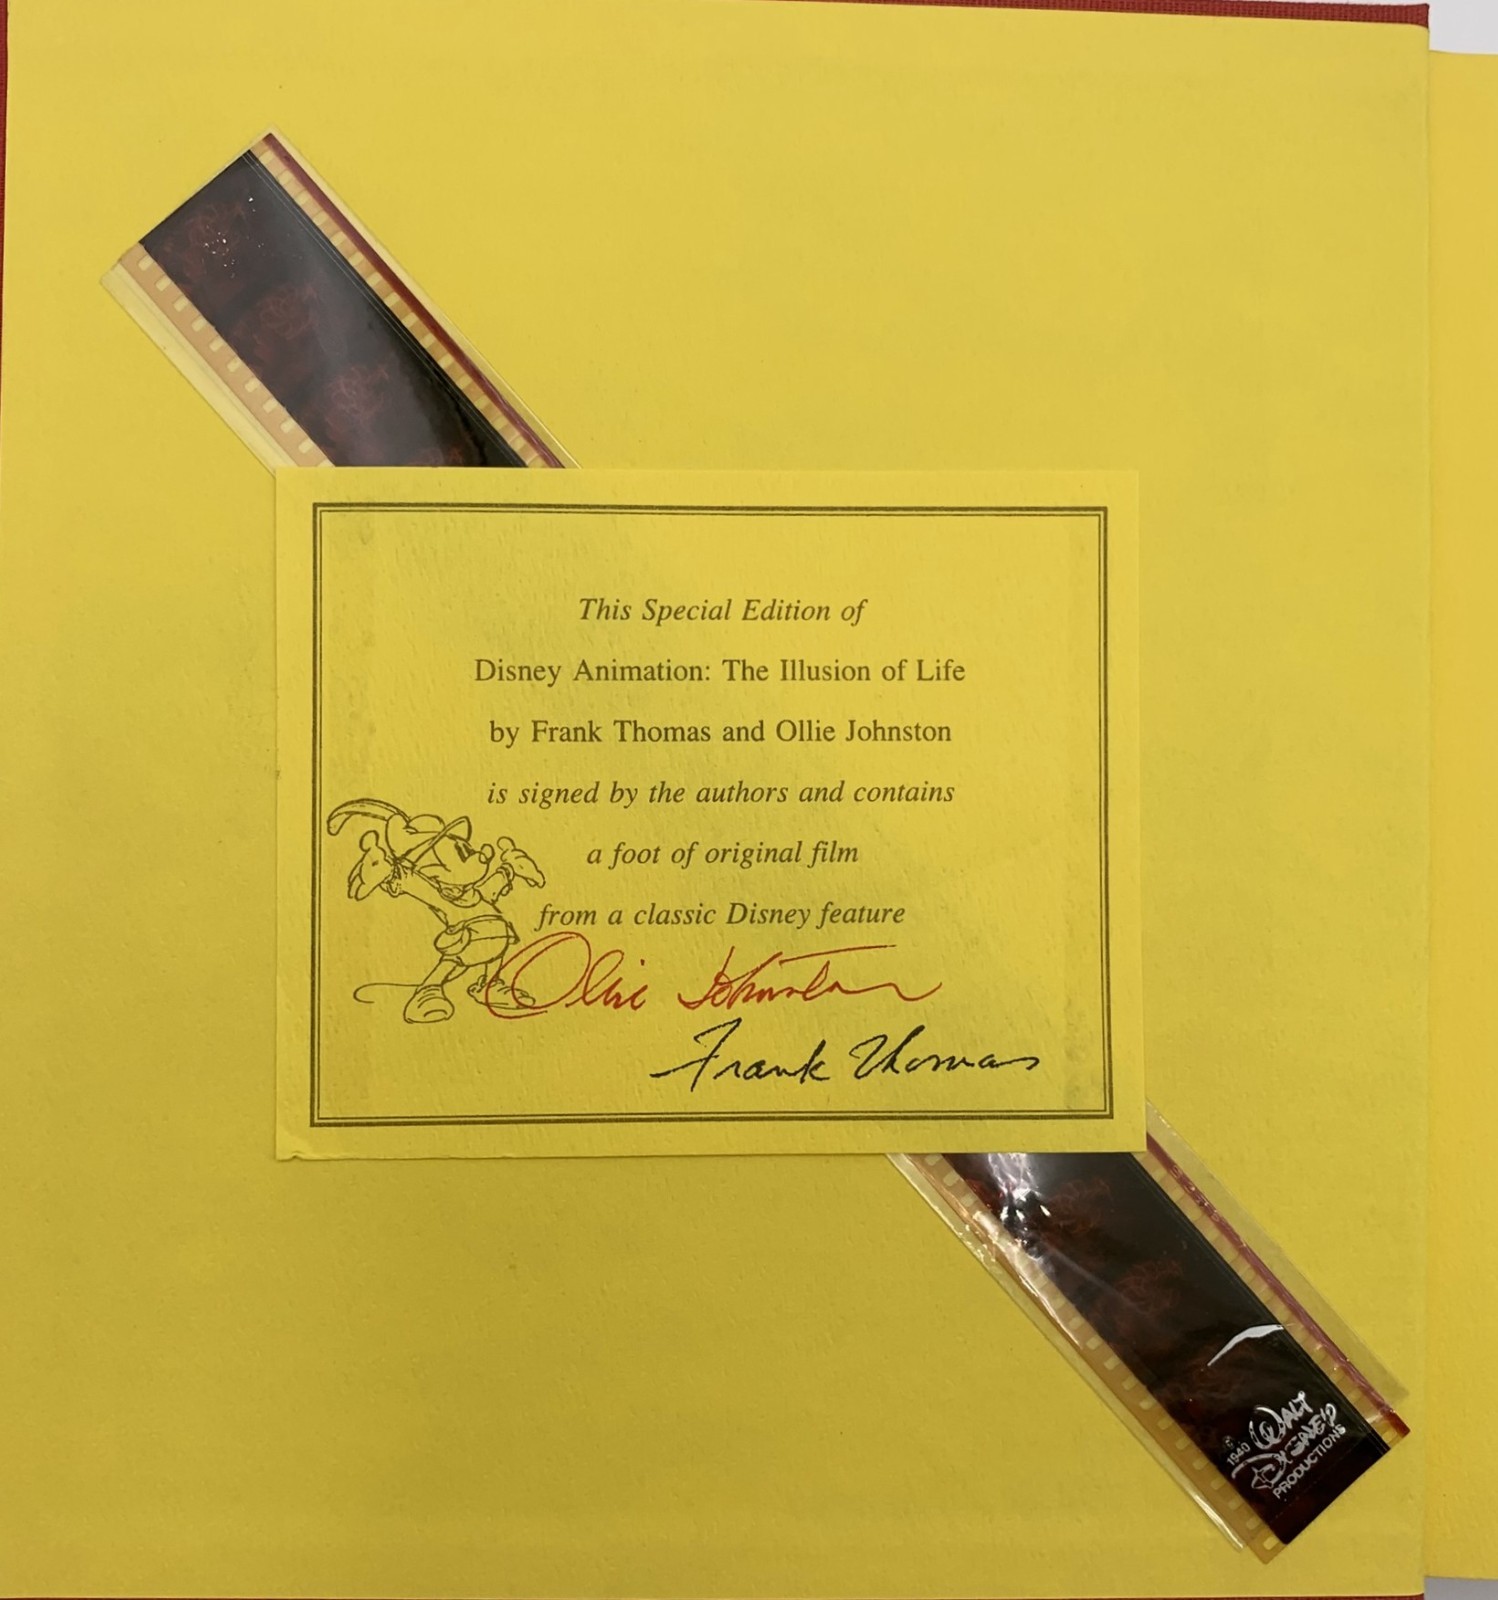 This Special Edition of
Disney Animation: The Illusion of Life
by Frank Thomas and Ollie Johnston
is signed by the authors and contains
a foot of original film
from a classic Disney feature
Ollie Johnston
Frank Thomas
© 1940 WALT DISNEY PRODUCTIONS